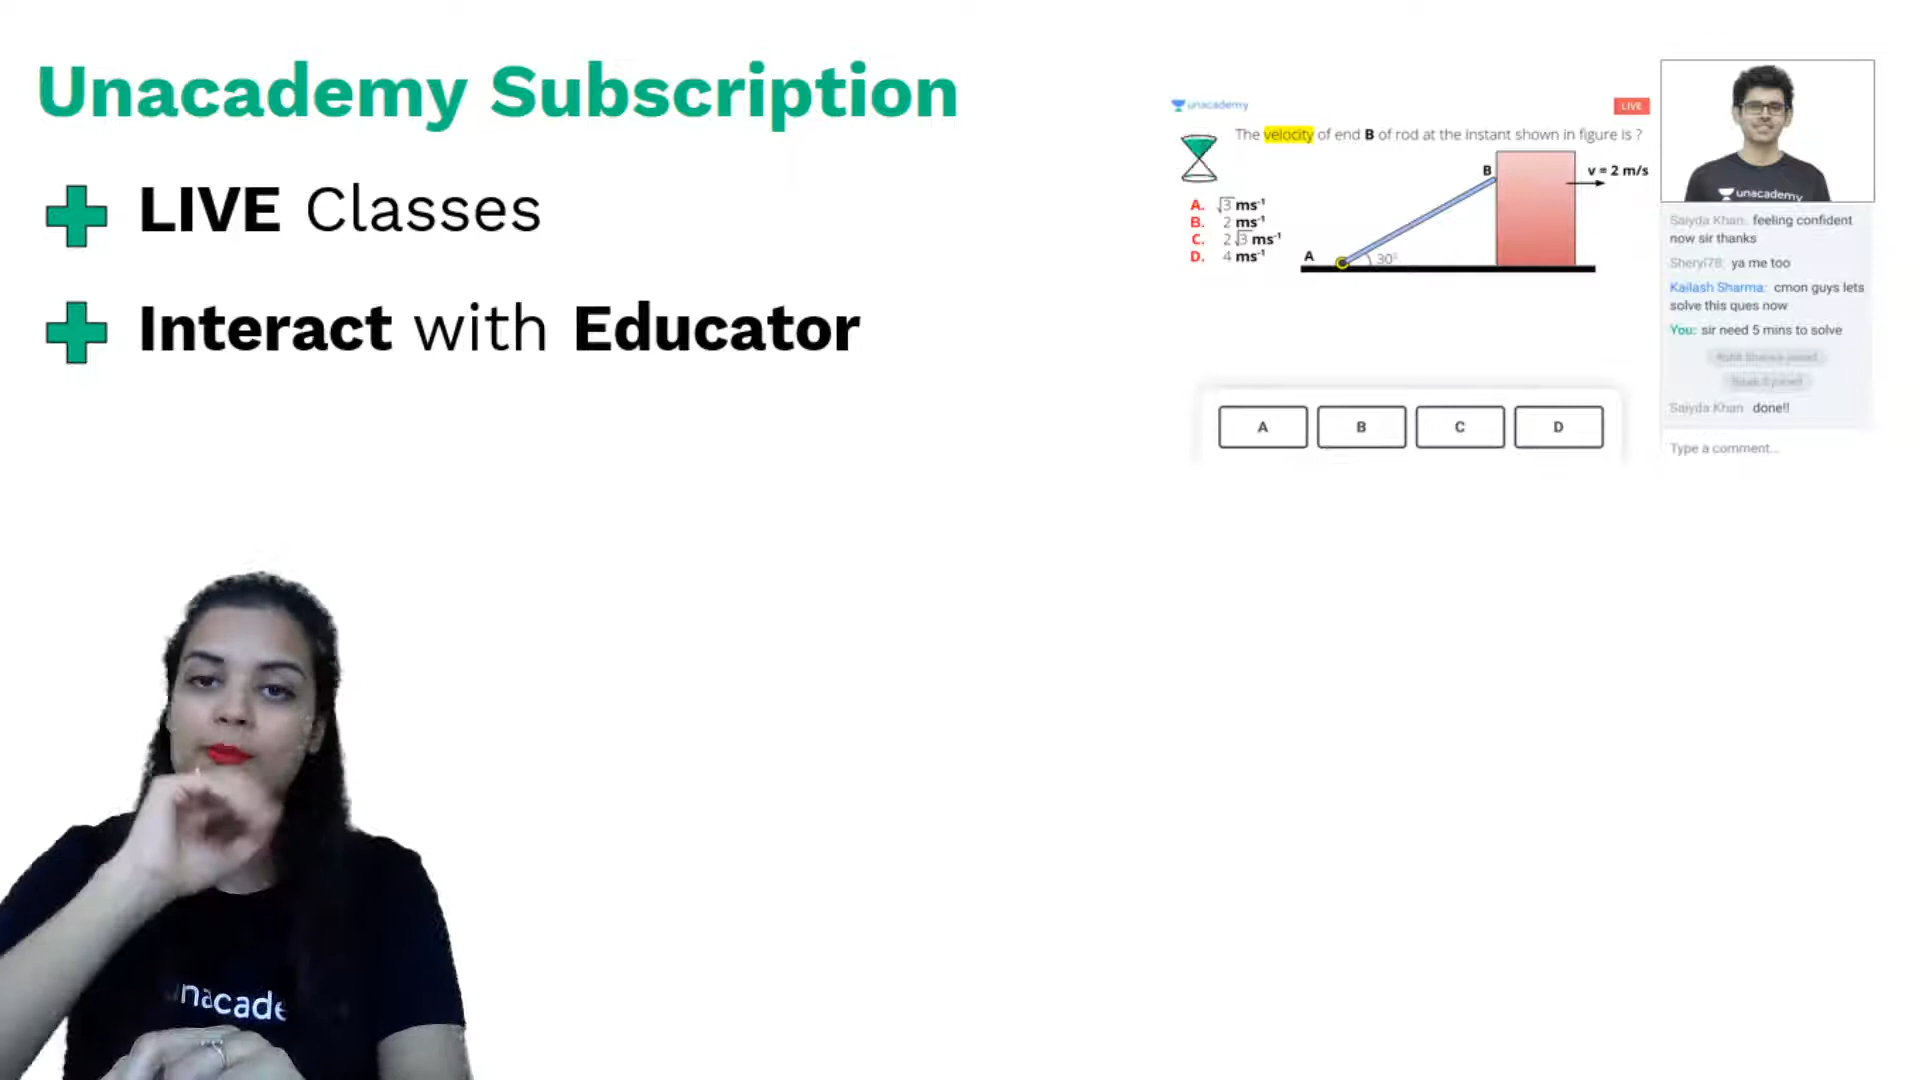 Unacademy Subscription
LIVE Classes
Interact with Educator
unacademy
LIVE
The velocity of end B of rod at the instant shown in figure is ?
A. √3 ms⁻¹
B. 2 ms⁻¹
C. 2√3 ms⁻¹
D. 4 ms⁻¹
B
v = 2 m/s
A
30°
A B C D
unacademy
Saiyda Khan: feeling confident
now sir thanks
Sheryl78: ya me too
Kailash Sharma: cmon guys lets
solve this ques now
You: sir need 5 mins to solve
joined
joined
Saiyda Khan: done!!
Type a comment...
unacade